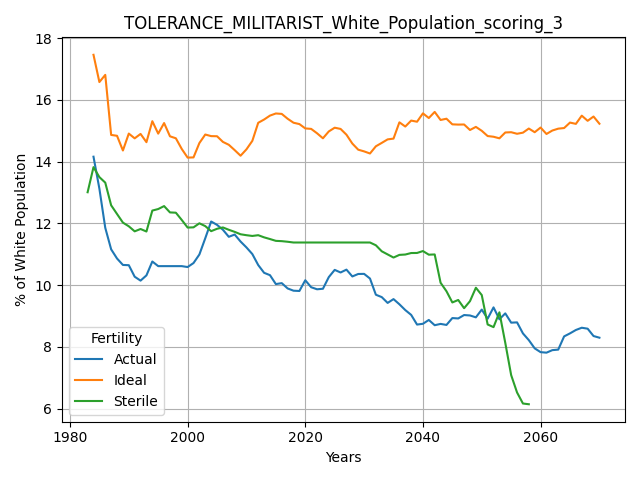 TOLERANCE_MILITARIST_White_Population_scoring_3
18
16
14
12
10
8
6
% of White Population
Fertility
Actual
Ideal
Sterile
1980
2000
2020
2040
2060
Years